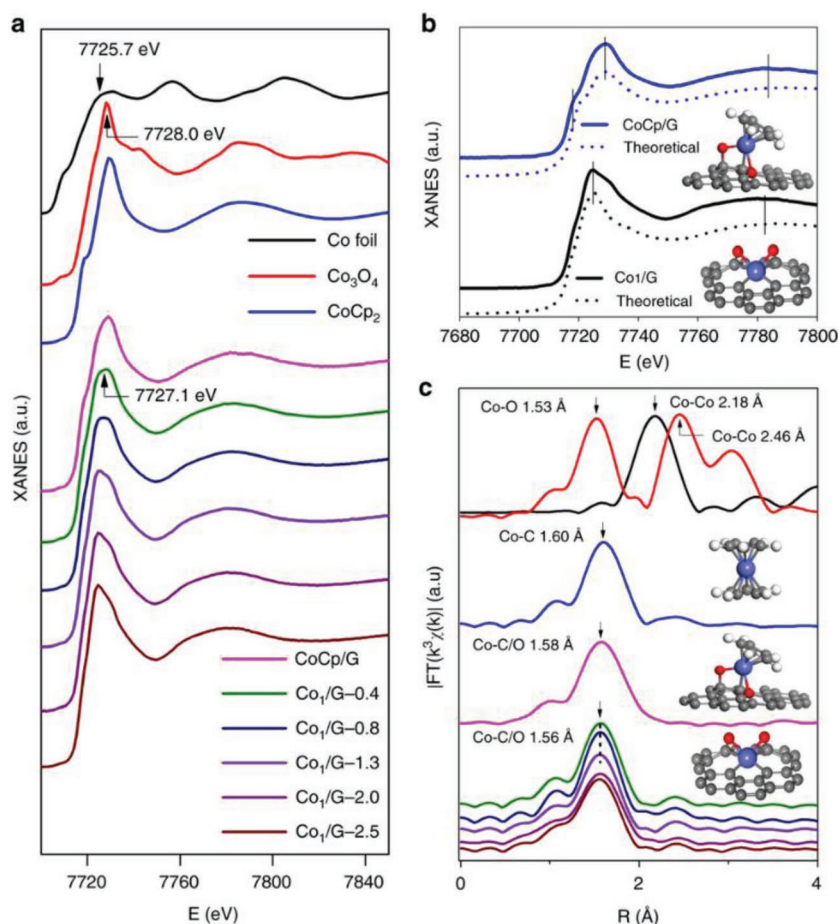 a
7725.7 eV
7728.0 eV
Co foil
Co₃O₄
CoCp₂
7727.1 eV
CoCp/G
Co₁/G–0.4
Co₁/G–0.8
Co₁/G–1.3
Co₁/G–2.0
Co₁/G–2.5
XANES (a.u.)
7720 7760 7800 7840
E (eV)
b
XANES (a.u.)
CoCp/G
Theoretical
Co1/G
Theoretical
7680 7700 7720 7740 7760 7780 7800
E (eV)
c
Co-O 1.53 Å
Co-Co 2.18 Å
Co-Co 2.46 Å
Co-C 1.60 Å
Co-C/O 1.58 Å
Co-C/O 1.56 Å
|FT(k³χ(k)| (a.u)
0 2 4
R (Å)